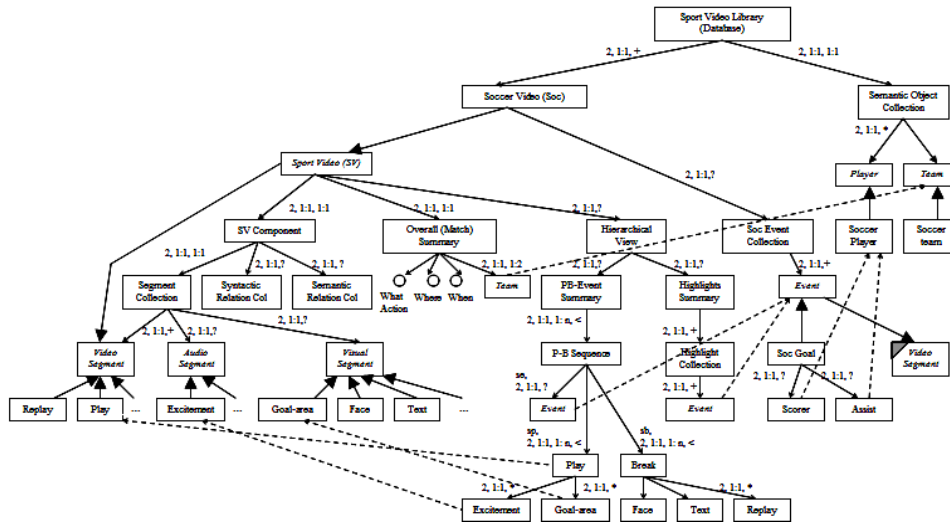 Sport Video Library
(Database)
2, 1:1, +
2, 1:1, 1:1
Soccer Video (Soc)
Semantic Object
Collection
2, 1:1, *
Sport Video (SV)
2, 1:1,?
Player
Team
2, 1:1, 1:1
2, 1:1, 1:1
2, 1:1,?
SV Component
Overall (Match)
Summary
Hierarchical
View
Soc Event
Collection
Soccer
Player
Soccer
team
2, 1:1, 1:1
2, 1:1,?
2, 1:1, ?
2, 1:1, 1:2
2, 1:1,?
2, 1:1,?
2, 1:1,+
Segment
Collection
Syntactic
Relation Col
Semantic
Relation Col
What
Action
Where
When
Team
PB-Event
Summary
Highlights
Summary
Event
2, 1:1,+
2, 1:1,?
2, 1:1,?
2, 1:1, 1: n, <
2, 1:1, +
Video
Segment
Audio
Segment
Visual
Segment
P-B Sequence
Highlight
Collection
Soc Goal
Video
Segment
se,
2, 1:1, ?
2, 1:1, +
2, 1:1, ?
2, 1:1, ?
Replay
Play
...
Excitement
...
Goal-area
Face
Text
...
Event
Event
Scorer
Assist
sp,
2, 1:1, 1: n, <
sb,
2, 1:1, 1: n, <
Play
Break
2, 1:1, *
2, 1:1, *
2, 1:1, *
Excitement
Goal-area
Face
Text
Replay